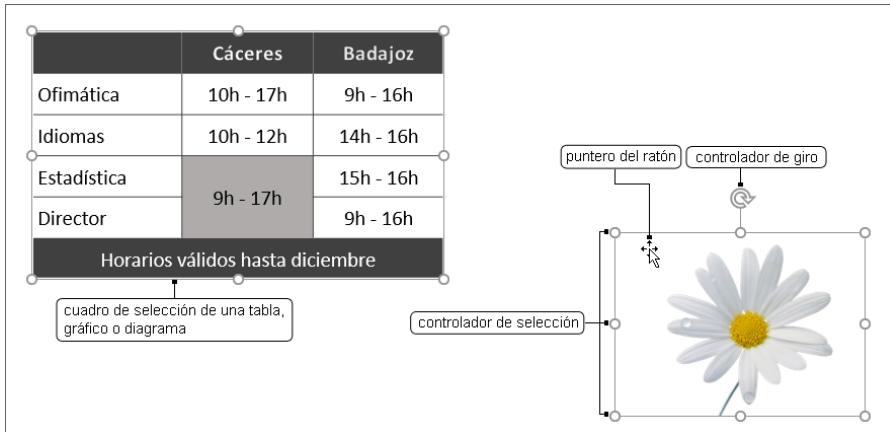 Cáceres Badajoz
Ofimática 10h - 17h 9h - 16h
Idiomas 10h - 12h 14h - 16h
Estadística 15h - 16h
9h - 17h
Director 9h - 16h
Horarios válidos hasta diciembre
cuadro de selección de una tabla,
gráfico o diagrama
puntero del ratón
controlador de giro
controlador de selección